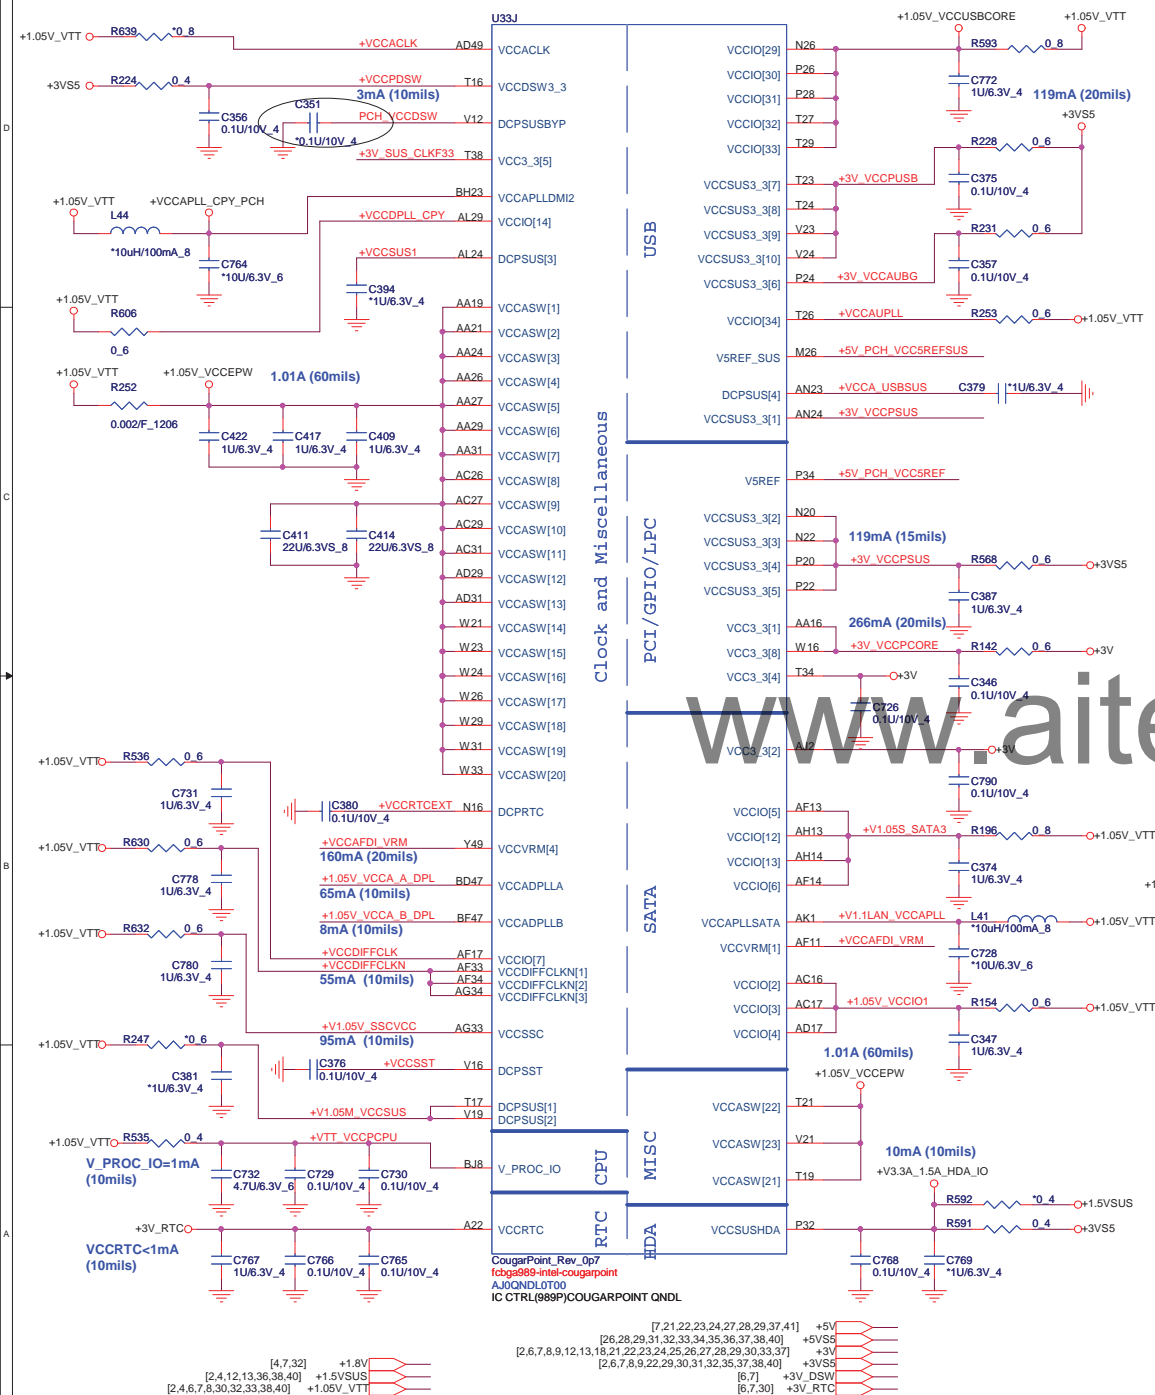 U33J
+1.05V_VTT R639 *0_8 +VCCACLK AD49 VCCACLK
+3VS5 R224 0_4 +VCCPDSW T16 VCCDSW3_3
3mA (10mils)
C356 0.1U/10V_4
C351 *0.1U/10V_4
PCH_VCCDSW V12 DCPSUSBYP
+3V_SUS_CLKF33 T38 VCC3_3[5]
BH23 VCCAPLLDMI2
+1.05V_VTT +VCCAPLL_CPY_PCH
L44 *10uH/100mA_8
+VCCDPLL_CPY AL29 VCCIO[14]
C764 *10U/6.3V_6
+VCCSUS1 AL24 DCPSUS[3]
C394 *1U/6.3V_4
+1.05V_VTT R606 0_6
AA19 VCCASW[1]
AA21 VCCASW[2]
AA24 VCCASW[3]
AA26 VCCASW[4]
AA27 VCCASW[5]
AA29 VCCASW[6]
AA31 VCCASW[7]
AC26 VCCASW[8]
AC27 VCCASW[9]
AC29 VCCASW[10]
AC31 VCCASW[11]
AD29 VCCASW[12]
AD31 VCCASW[13]
W21 VCCASW[14]
W23 VCCASW[15]
W24 VCCASW[16]
W26 VCCASW[17]
W29 VCCASW[18]
W31 VCCASW[19]
W33 VCCASW[20]
+1.05V_VTT R252 0.002/F_1206
+1.05V_VCCEPW 1.01A (60mils)
C422 1U/6.3V_4
C417 1U/6.3V_4
C409 1U/6.3V_4
C411 22U/6.3VS_8
C414 22U/6.3VS_8
+1.05V_VTT R536 0_6
C731 1U/6.3V_4
C380 0.1U/10V_4 +VCCRTCEXT N16 DCPRTC
+VCCAFDI_VRM Y49 VCCVRM[4]
160mA (20mils)
+1.05V_VTT R630 0_6
C778 1U/6.3V_4
+1.05V_VCCA_A_DPL BD47 VCCADPLLA
65mA (10mils)
+1.05V_VCCA_B_DPL BF47 VCCADPLLB
8mA (10mils)
+1.05V_VTT R632 0_6
C780 1U/6.3V_4
+VCCDIFFCLK AF17 VCCIO[7]
+VCCDIFFCLKN AF33 VCCDIFFCLKN[1]
AF34 VCCDIFFCLKN[2]
AG34 VCCDIFFCLKN[3]
55mA (10mils)
+V1.05V_SSCVCC AG33 VCCSSC
95mA (10mils)
+1.05V_VTT R247 *0_6
C381 *1U/6.3V_4
C376 0.1U/10V_4 +VCCSST V16 DCPSST
+V1.05M_VCCSUS T17 DCPSUS[1]
V19 DCPSUS[2]
+1.05V_VTT R535 0_4 +VTT_VCCPCPU BJ8 V_PROC_IO
V_PROC_IO=1mA
(10mils)
C732 4.7U/6.3V_6
C729 0.1U/10V_4
C730 0.1U/10V_4
+3V_RTC A22 VCCRTC
VCCRTC<1mA
(10mils)
C767 1U/6.3V_4
C766 0.1U/10V_4
C765 0.1U/10V_4
Clock and Miscellaneous
USB
PCI/GPIO/LPC
SATA
MISC
CPU
RTC
HDA
+1.05V_VCCUSBCORE +1.05V_VTT
VCCIO[29] N26 R593 0_8
VCCIO[30] P26
VCCIO[31] P28
VCCIO[32] T27
VCCIO[33] T29
C772 1U/6.3V_4
119mA (20mils)
+3VS5
VCCSUS3_3[7] T23 +3V_VCCPUSB R228 0_6
VCCSUS3_3[8] T24
VCCSUS3_3[9] V23
VCCSUS3_3[10] V24
C375 0.1U/10V_4
R231 0_6
VCCSUS3_3[6] P24 +3V_VCCAUBG
C357 0.1U/10V_4
VCCIO[34] T26 +VCCAUPLL R253 0_6 +1.05V_VTT
V5REF_SUS M26 +5V_PCH_VCC5REFSUS
DCPSUS[4] AN23 +VCCA_USBSUS C379 *1U/6.3V_4
VCCSUS3_3[1] AN24 +3V_VCCPSUS
V5REF P34 +5V_PCH_VCC5REF
VCCSUS3_3[2] N20
VCCSUS3_3[3] N22
119mA (15mils)
VCCSUS3_3[4] P20 +3V_VCCPSUS R568 0_6 +3VS5
VCCSUS3_3[5] P22
C387 1U/6.3V_4
VCC3_3[1] AA16
266mA (20mils)
VCC3_3[8] W16 +3V_VCCPCORE R142 0_6 +3V
VCC3_3[4] T34 +3V
C346 0.1U/10V_4
C726 0.1U/10V_4
www.aite
VCC3_3[2] AJ2 +3V
C790 0.1U/10V_4
VCCIO[5] AF13
VCCIO[12] AH13 +V1.05S_SATA3 R196 0_8 +1.05V_VTT
VCCIO[13] AH14
VCCIO[6] AF14
C374 1U/6.3V_4
+1
VCCAPLLSATA AK1 +V1.1LAN_VCCAPLL L41 *10uH/100mA_8 +1.05V_VTT
VCCVRM[1] AF11 +VCCAFDI_VRM
C728 *10U/6.3V_6
VCCIO[2] AC16
VCCIO[3] AC17 +1.05V_VCCIO1 R154 0_6 +1.05V_VTT
VCCIO[4] AD17
C347 1U/6.3V_4
1.01A (60mils)
+1.05V_VCCEPW
VCCASW[22] T21
VCCASW[23] V21
VCCASW[21] T19
10mA (10mils)
+V3.3A_1.5A_HDA_IO
R592 *0_4 +1.5VSUS
VCCSUSHDA P32 R591 0_4 +3VS5
C768 0.1U/10V_4
C769 *1U/6.3V_4
CougarPoint_Rev_0p7
fcbga989-intel-cougarpoint
AJ0QNDL0T00
IC CTRL(989P)COUGARPOINT QNDL
[7,21,22,23,24,27,28,29,37,41] +5V
[26,28,29,31,32,33,34,35,36,37,38,40] +5VS5
[2,6,7,8,9,12,13,18,21,22,23,24,25,26,27,28,29,30,33,37] +3V
[2,6,7,8,9,22,29,30,31,32,35,37,38,40] +3VS5
[6,7] +3V_DSW
[6,7,30] +3V_RTC
[4,7,32] +1.8V
[2,4,12,13,36,38,40] +1.5VSUS
[2,4,6,7,8,30,32,33,38,40] +1.05V_VTT
D
C
B
A